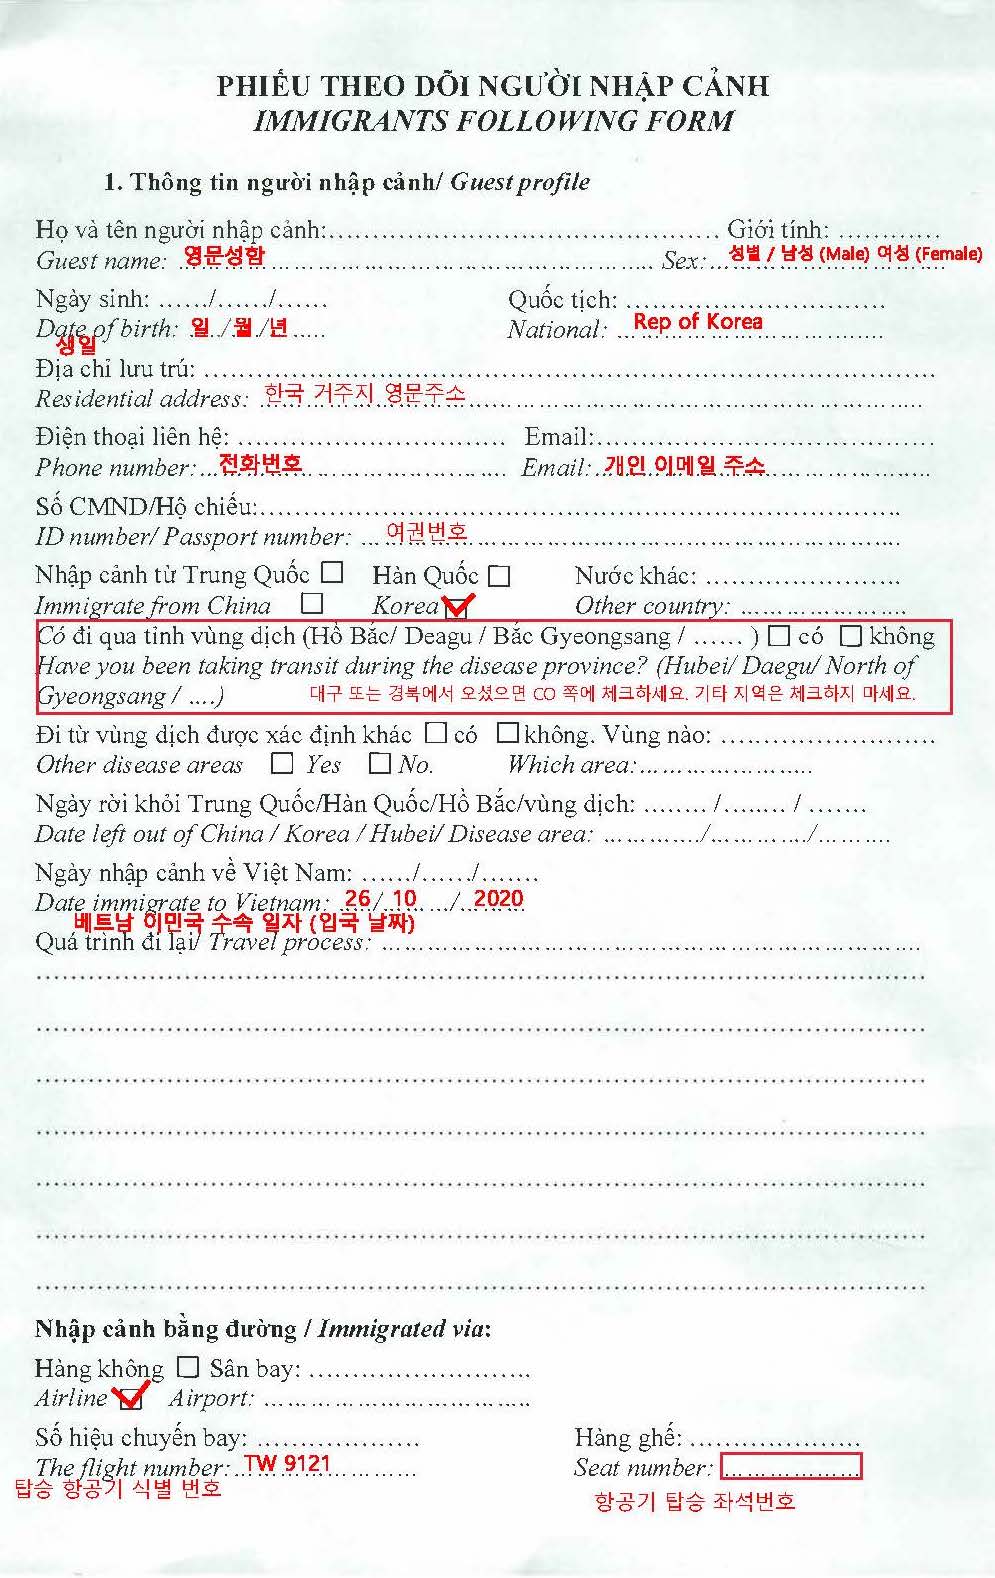 PHIẾU THEO DÕI NGƯỜI NHẬP CẢNH
IMMIGRANTS FOLLOWING FORM
1. Thông tin người nhập cảnh/ Guest profile
Họ và tên người nhập cảnh:.......................................... Giới tính: ............
Guest name: 영문성함.......................................... Sex:... 성별 / 남성 (Male) 여성 (Female)
Ngày sinh: ....../....../...... Quốc tịch: ............................
Date of birth: 일../월./년..... National: ... Rep of Korea ............
생일
Địa chỉ lưu trú: ................................................................................
Residential address: 한국 거주지 영문주소................................................
Điện thoại liên hệ: ............................. Email:....................................
Phone number:...전화번호...................... Email:..개인 이메일 주소..................
Số CMND/Hộ chiếu:......................................................................
ID number/ Passport number: ... 여권번호 ..............................................
Nhập cảnh từ Trung Quốc ☐ Hàn Quốc ☐ Nước khác: .....................
Immigrate from China ☐ Korea ☑ Other country: .....................
Có đi qua tỉnh vùng dịch (Hồ Bắc/ Deagu / Bắc Gyeongsang / ...... ) ☐ có ☐ không
Have you been taking transit during the disease province? (Hubei/ Daegu/ North of
Gyeongsang / ....) 대구 또는 경북에서 오셨으면 CO 쪽에 체크하세요. 기타 지역은 체크하지 마세요.
Đi từ vùng dịch được xác định khác ☐ có ☐ không. Vùng nào: .......................
Other disease areas ☐ Yes ☐ No. Which area:......................
Ngày rời khỏi Trung Quốc/Hàn Quốc/Hồ Bắc/vùng dịch: ......../......../.......
Date left out of China / Korea / Hubei/ Disease area: ............/............/..........
Ngày nhập cảnh về Việt Nam: ....../....../.......
Date immigrate to Vietnam: 26/ 10 ..../. 2020
베트남 이민국 수속 일자 (입국 날짜)
Quá trình đi lại/ Travel process: ..........................................................
Nhập cảnh bằng đường / Immigrated via:
Hàng không ☐ Sân bay: ........................
Airline ☑ Airport: .............................
Số hiệu chuyến bay: .................. Hàng ghế: ...................
The flight number:..TW 9121............ Seat number: ..................
탑승 항공기 식별 번호 항공기 탑승 좌석번호